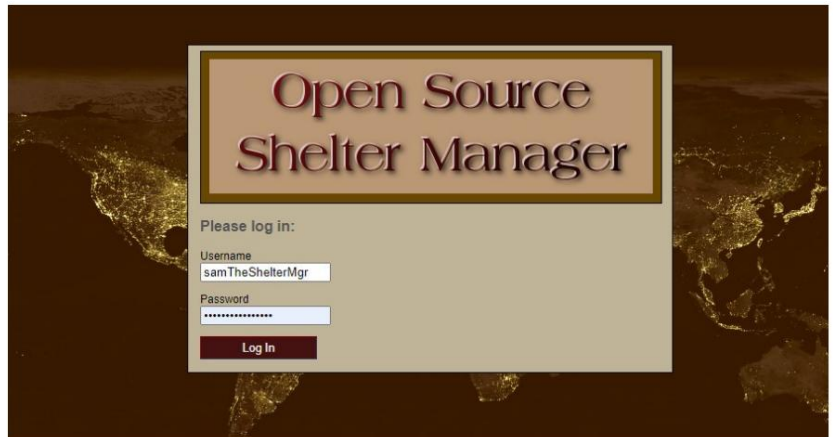 Open Source
Shelter Manager
Please log in:
Username
samTheShelterMgr
Password
••••••••••••••••
Log In